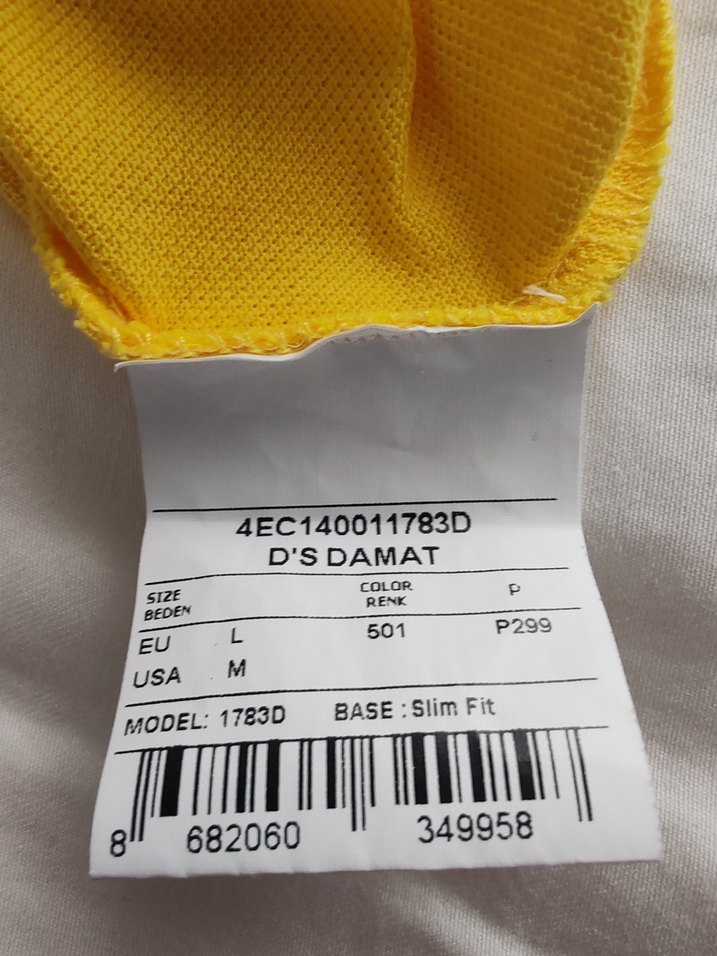 4EC140011783D
D'S DAMAT
SIZE COLOR P
BEDEN RENK
EU L 501 P299
USA M
MODEL: 1783D BASE : Slim Fit
8 682060 349958